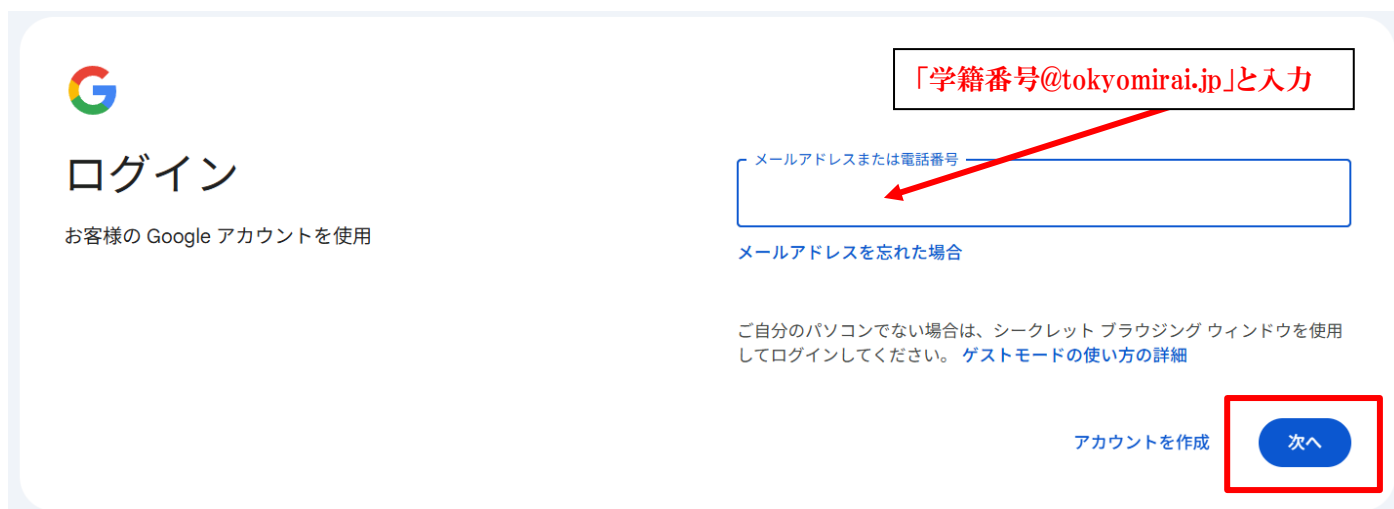 「学籍番号@tokyomirai.jp」と入力
ログイン
お客様の Google アカウントを使用
メールアドレスまたは電話番号
メールアドレスを忘れた場合
ご自分のパソコンでない場合は、シークレット ブラウジング ウィンドウを使用
してログインしてください。 ゲストモードの使い方の詳細
アカウントを作成
次へ